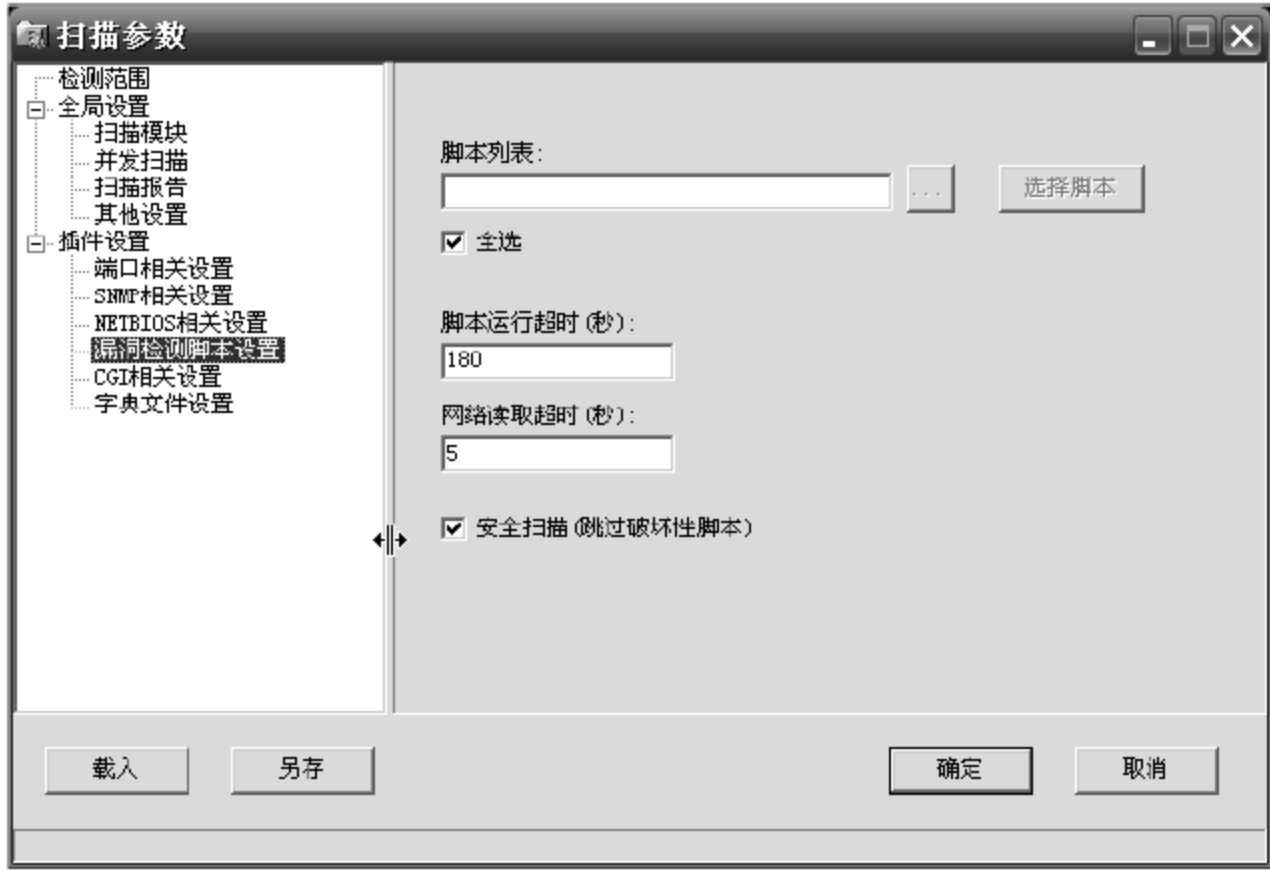 扫描参数
检测范围
全局设置
扫描模块
并发扫描
扫描报告
其他设置
插件设置
端口相关设置
SNMP相关设置
NETBIOS相关设置
漏洞检测脚本设置
CGI相关设置
字典文件设置
脚本列表:
... 选择脚本
全选
脚本运行超时(秒):
180
网络读取超时(秒):
5
安全扫描(跳过破坏性脚本)
载入 另存 确定 取消